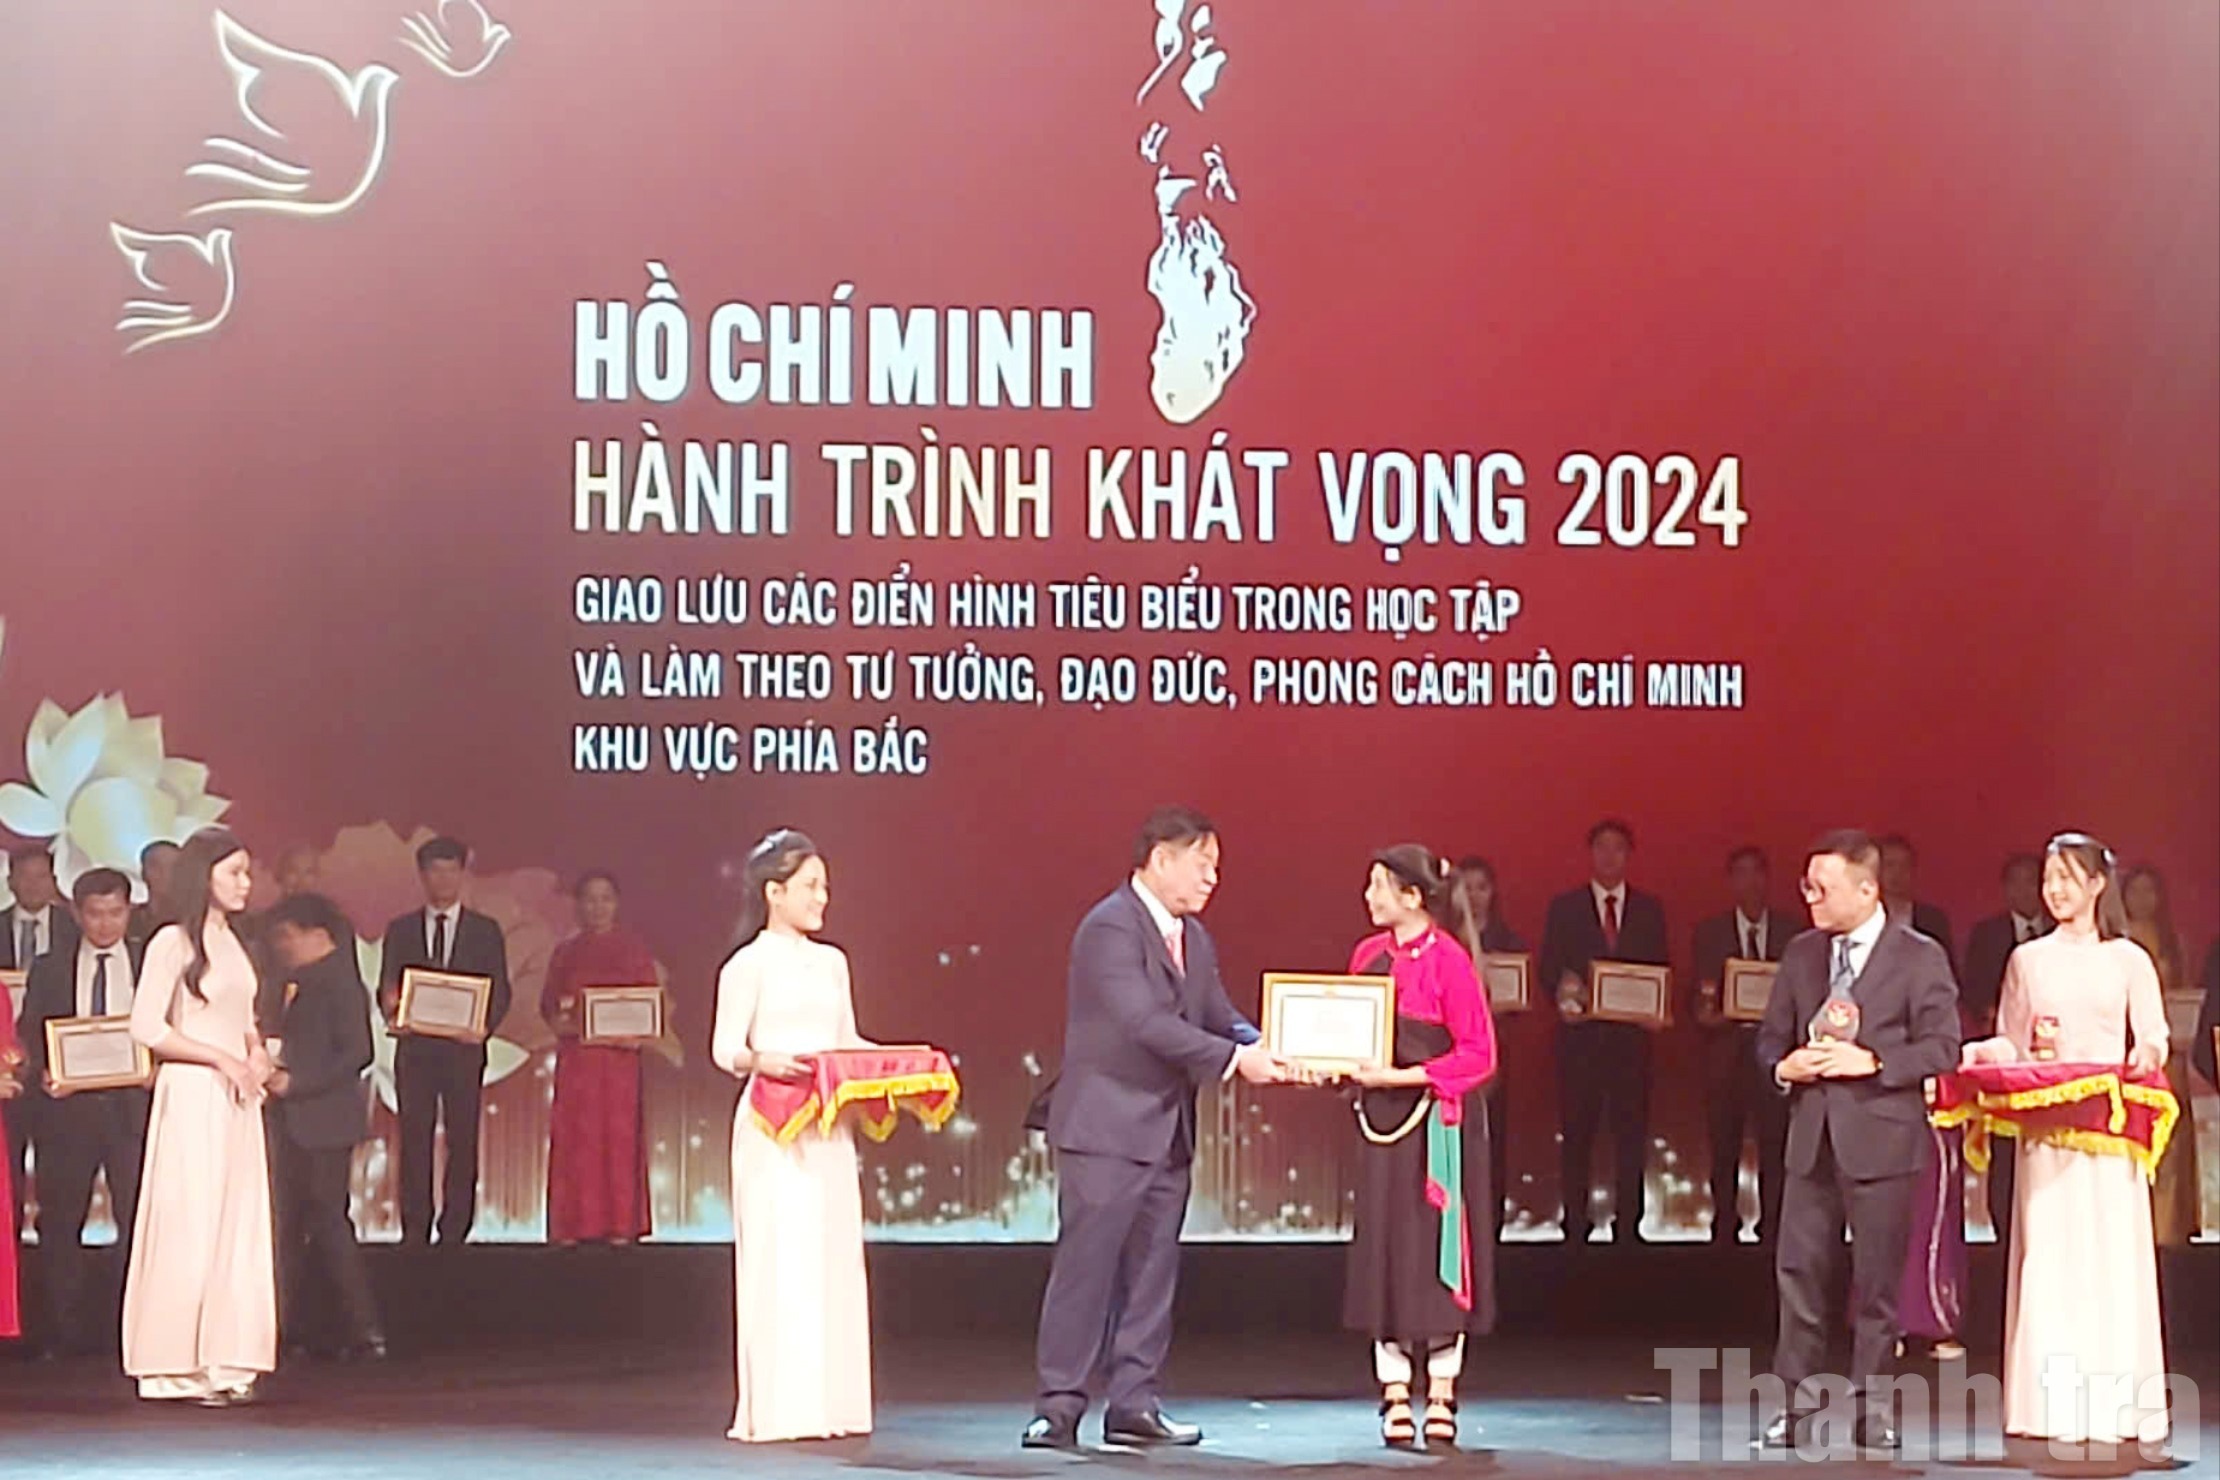 HỒ CHÍ MINH
HÀNH TRÌNH KHÁT VỌNG 2024
GIAO LƯU CÁC ĐIỂN HÌNH TIÊU BIỂU TRONG HỌC TẬP
VÀ LÀM THEO TƯ TƯỞNG, ĐẠO ĐỨC, PHONG CÁCH HỒ CHÍ MINH
KHU VỰC PHÍA BẮC
Thanh tra